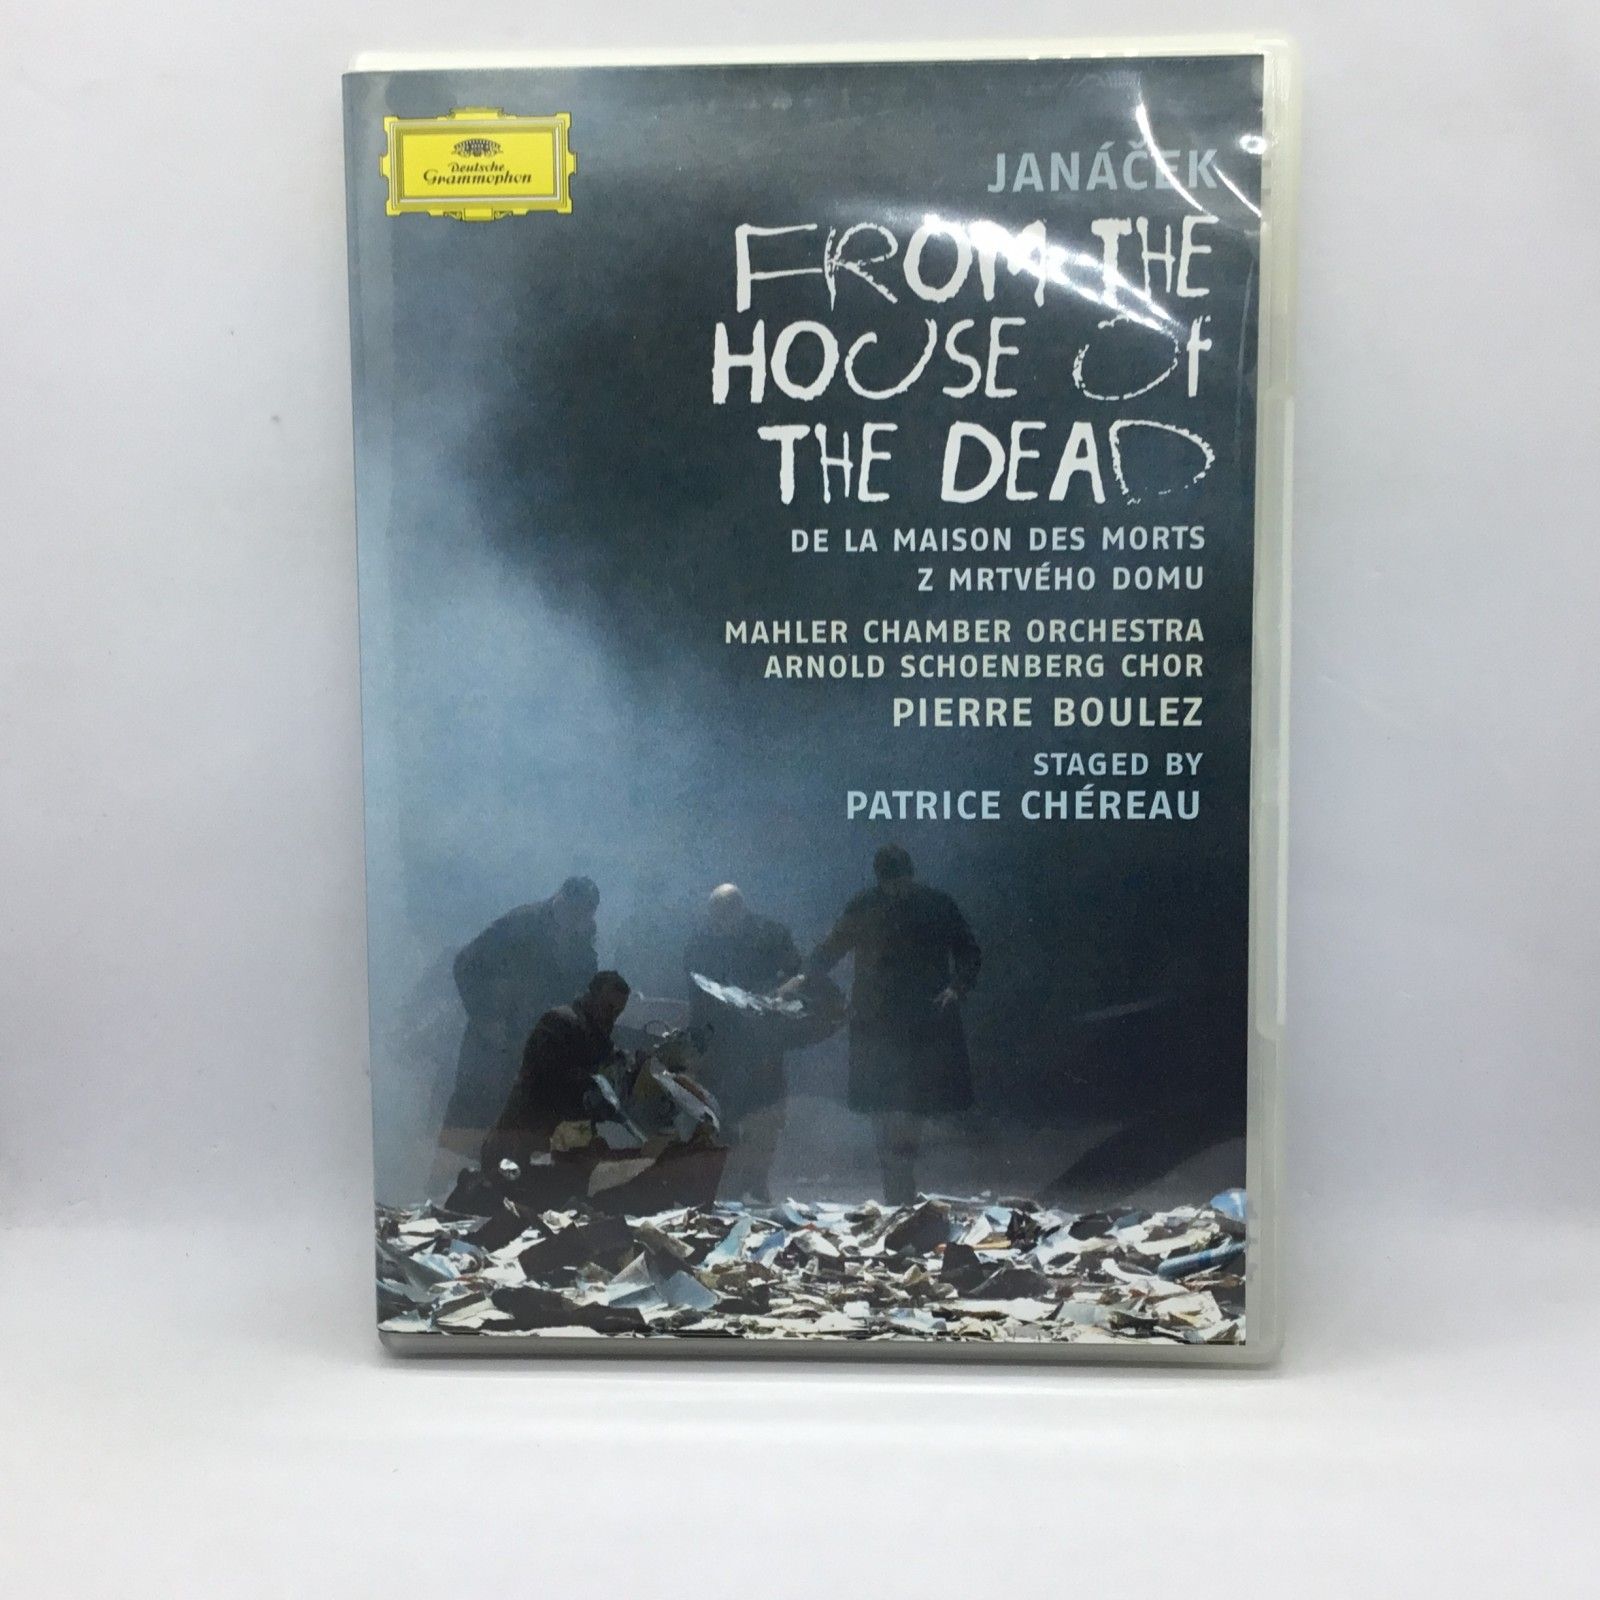 Deutsche
Grammophon
JANÁČEK
FROM THE
HOUSE OF
THE DEAD
DE LA MAISON DES MORTS
Z MRTVÉHO DOMU
MAHLER CHAMBER ORCHESTRA
ARNOLD SCHOENBERG CHOR
PIERRE BOULEZ
STAGED BY
PATRICE CHÉREAU